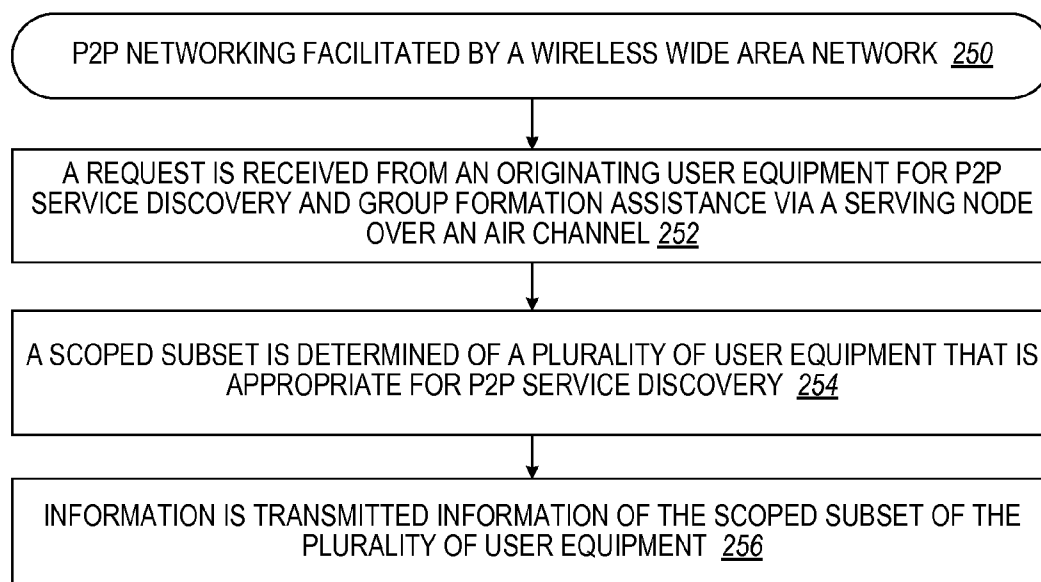 P2P NETWORKING FACILITATED BY A WIRELESS WIDE AREA NETWORK 250
A REQUEST IS RECEIVED FROM AN ORIGINATING USER EQUIPMENT FOR P2P
SERVICE DISCOVERY AND GROUP FORMATION ASSISTANCE VIA A SERVING NODE
OVER AN AIR CHANNEL 252
A SCOPED SUBSET IS DETERMINED OF A PLURALITY OF USER EQUIPMENT THAT IS
APPROPRIATE FOR P2P SERVICE DISCOVERY 254
INFORMATION IS TRANSMITTED INFORMATION OF THE SCOPED SUBSET OF THE
PLURALITY OF USER EQUIPMENT 256